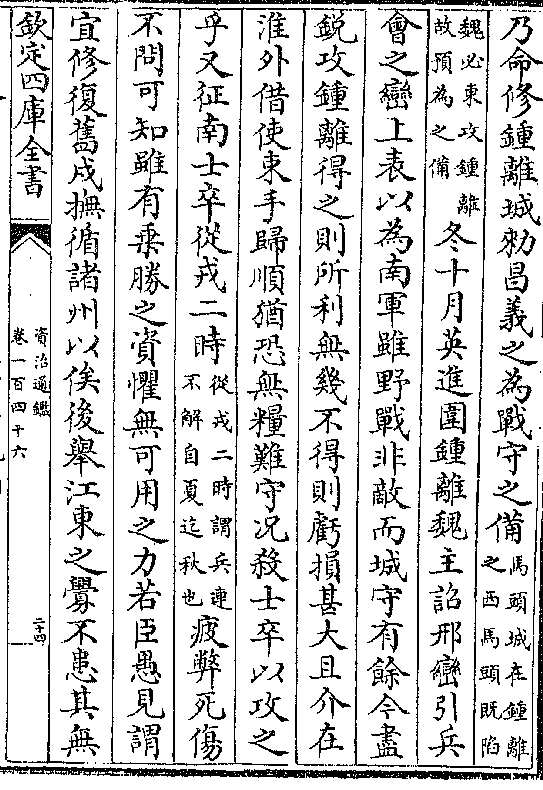 乃命修鍾離城勑昌義之為戰守之備馬頭城在鍾離之西馬頭既陷
魏必東攻鍾離故預為之備冬十月英進圍鍾離魏主詔邢巒引兵
會之巒上表以為南軍雖野戰非敵而城守有餘今盡
鋭攻鍾離得之則所利無幾不得則虧損甚大且介在
淮外借使束手歸順猶恐無糧難守况殺士卒以攻之
乎又征南士卒從戎二時從戎二時謂兵連不解自夏迄秋也疲弊死傷
不問可知雖有乗勝之資懼無可用之力若臣愚見謂
宜修復舊戍撫循諸州以俟後舉江東之釁不患其無
欽定四庫全書
資治通鑑
卷一百四十六
二十四